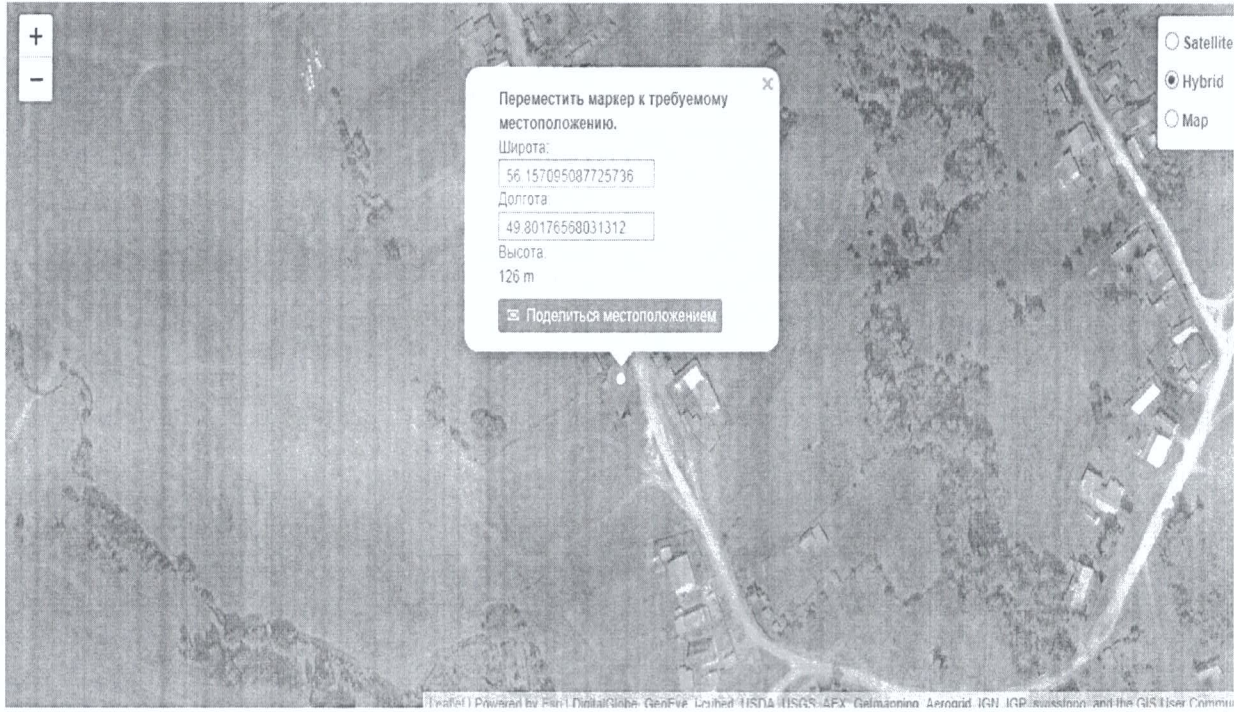 +
−
Satellite
Hybrid
Map
×
Переместить маркер к требуемому
местоположению.
Широта:
56.157095087725736
Долгота:
49.80176568031312
Высота:
126 m
Поделиться местоположением
Leaflet | Powered by Esri | DigitalGlobe, GeoEye, i-cubed, USDA, USGS, AEX, Getmapping, Aerogrid, IGN, IGP, swisstopo, and the GIS User Commu